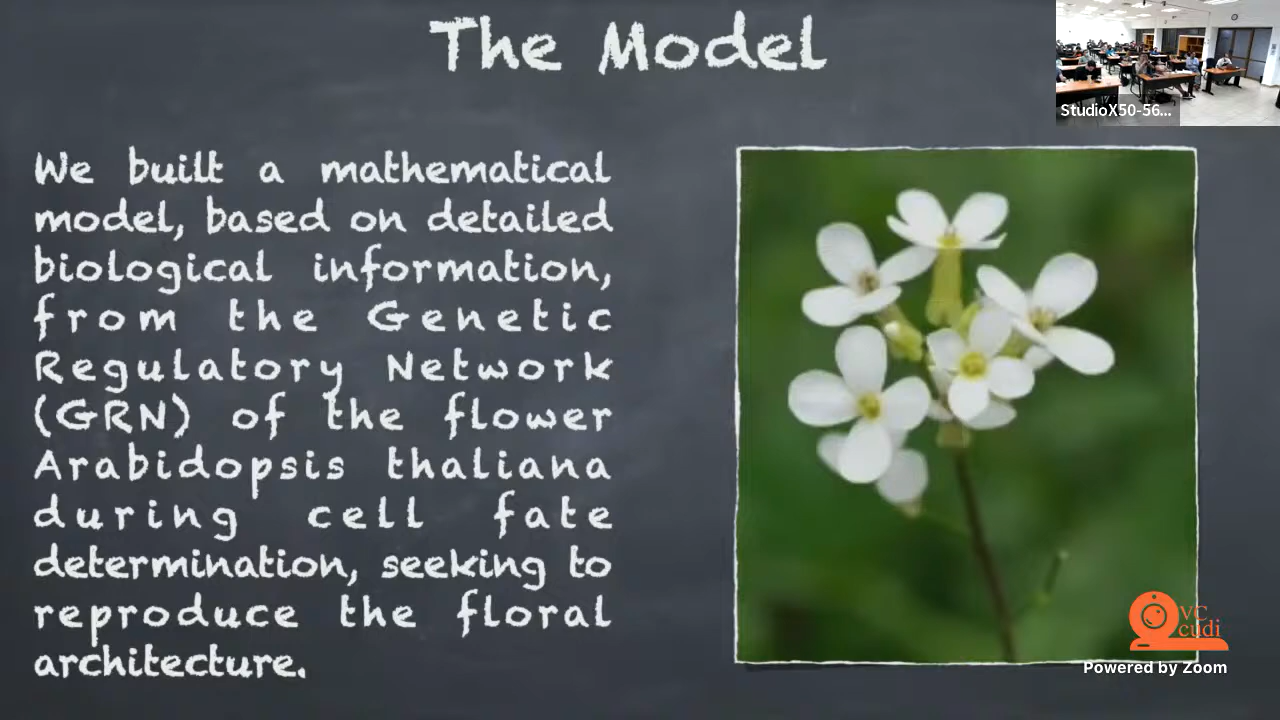 The Model
StudioX50-56...
We built a mathematical
model, based on detailed
biological information,
from the Genetic
Regulatory Network
(GRN) of the flower
Arabidopsis thaliana
during cell fate
determination, seeking to
reproduce the floral
architecture.
VC
cudi
Powered by Zoom